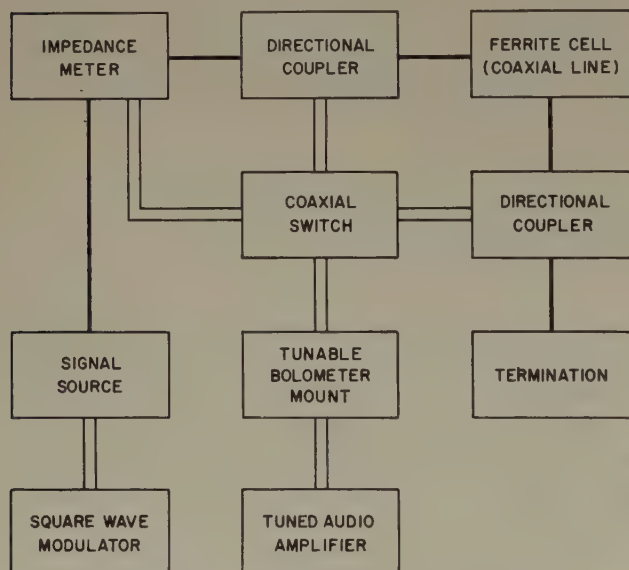 IMPEDANCE
METER
DIRECTIONAL
COUPLER
FERRITE CELL
(COAXIAL LINE)
COAXIAL
SWITCH
DIRECTIONAL
COUPLER
SIGNAL
SOURCE
TUNABLE
BOLOMETER
MOUNT
TERMINATION
SQUARE WAVE
MODULATOR
TUNED AUDIO
AMPLIFIER